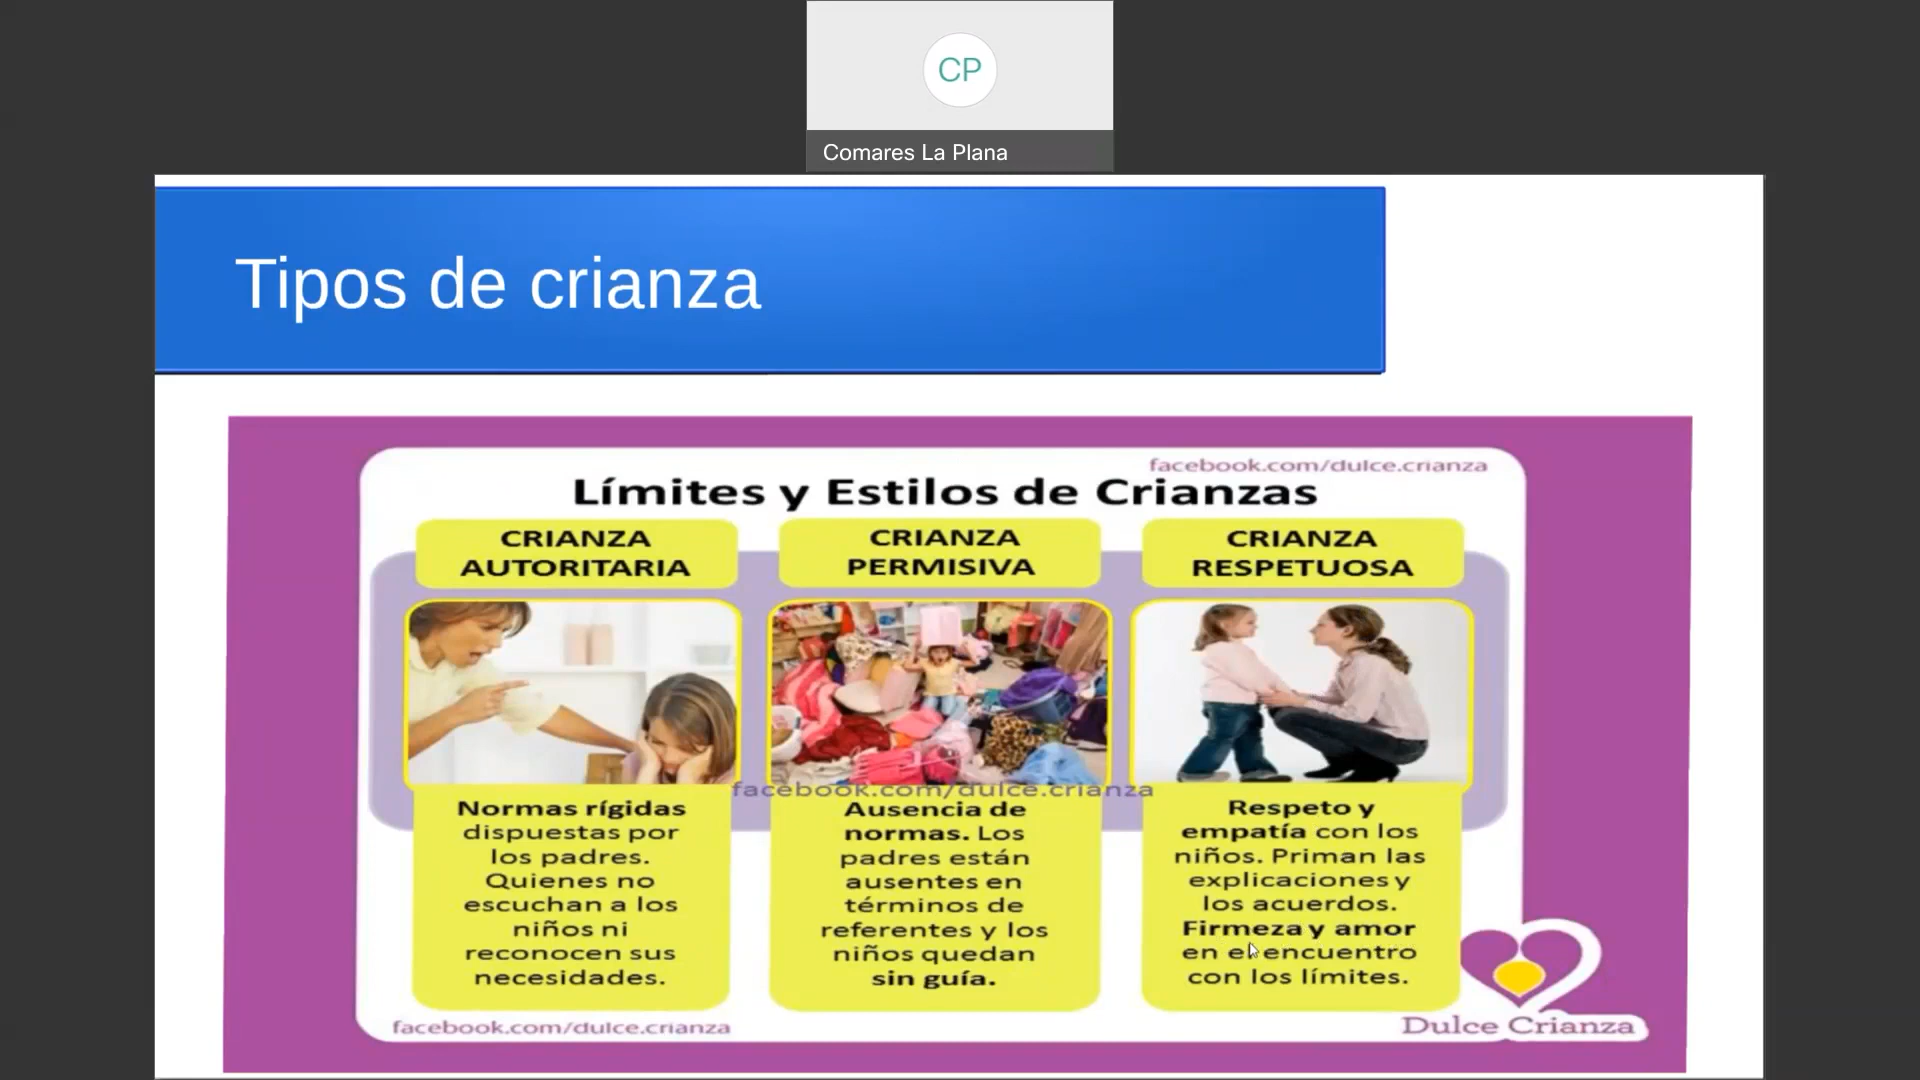 CP
Comares La Plana
Tipos de crianza
facebook.com/dulce.crianza
Límites y Estilos de Crianzas
CRIANZA
AUTORITARIA
CRIANZA
PERMISIVA
CRIANZA
RESPETUOSA
facebook.com/dulce.crianza
Normas rígidas
dispuestas por
los padres.
Quienes no
escuchan a los
niños ni
reconocen sus
necesidades.
Ausencia de
normas. Los
padres están
ausentes en
términos de
referentes y los
niños quedan
sin guía.
Respeto y
empatía con los
niños. Priman las
explicaciones y
los acuerdos.
Firmeza y amor
en el encuentro
con los límites.
facebook.com/dulce.crianza
Dulce Crianza